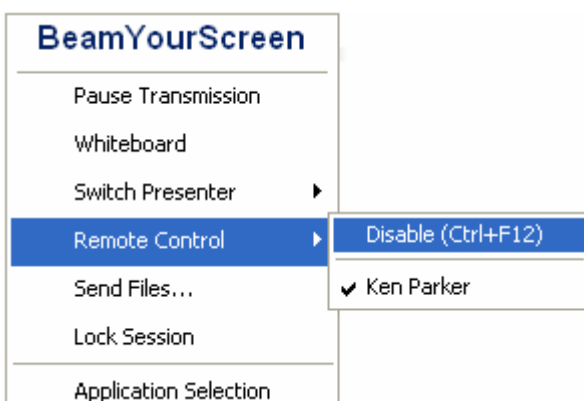 BeamYourScreen
Pause Transmission
Whiteboard
Switch Presenter
Remote Control
Disable (Ctrl+F12)
Ken Parker
Send Files...
Lock Session
Application Selection